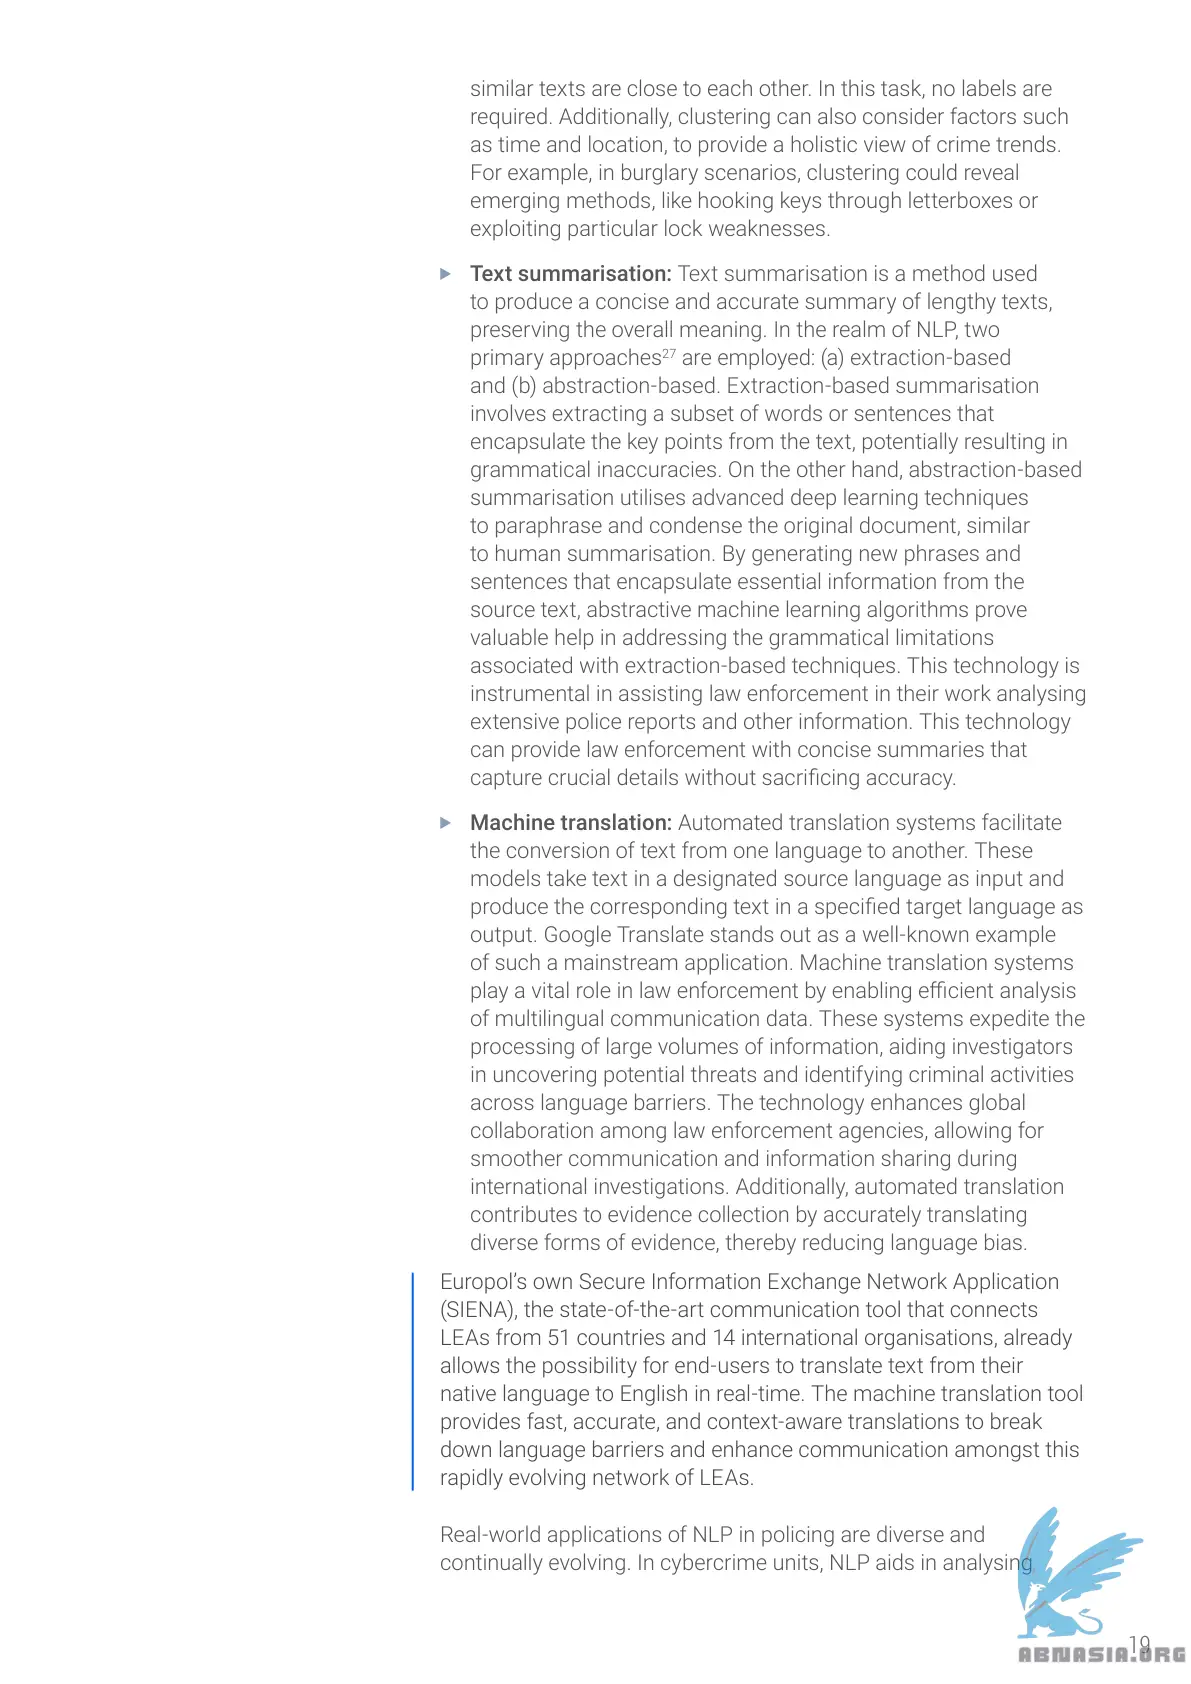 similar texts are close to each other. In this task, no labels are
required. Additionally, clustering can also consider factors such
as time and location, to provide a holistic view of crime trends.
For example, in burglary scenarios, clustering could reveal
emerging methods, like hooking keys through letterboxes or
exploiting particular lock weaknesses.
Text summarisation: Text summarisation is a method used
to produce a concise and accurate summary of lengthy texts,
preserving the overall meaning. In the realm of NLP, two
primary approaches27 are employed: (a) extraction-based
and (b) abstraction-based. Extraction-based summarisation
involves extracting a subset of words or sentences that
encapsulate the key points from the text, potentially resulting in
grammatical inaccuracies. On the other hand, abstraction-based
summarisation utilises advanced deep learning techniques
to paraphrase and condense the original document, similar
to human summarisation. By generating new phrases and
sentences that encapsulate essential information from the
source text, abstractive machine learning algorithms prove
valuable help in addressing the grammatical limitations
associated with extraction-based techniques. This technology is
instrumental in assisting law enforcement in their work analysing
extensive police reports and other information. This technology
can provide law enforcement with concise summaries that
capture crucial details without sacrificing accuracy.
Machine translation: Automated translation systems facilitate
the conversion of text from one language to another. These
models take text in a designated source language as input and
produce the corresponding text in a specified target language as
output. Google Translate stands out as a well-known example
of such a mainstream application. Machine translation systems
play a vital role in law enforcement by enabling efficient analysis
of multilingual communication data. These systems expedite the
processing of large volumes of information, aiding investigators
in uncovering potential threats and identifying criminal activities
across language barriers. The technology enhances global
collaboration among law enforcement agencies, allowing for
smoother communication and information sharing during
international investigations. Additionally, automated translation
contributes to evidence collection by accurately translating
diverse forms of evidence, thereby reducing language bias.
Europol's own Secure Information Exchange Network Application
(SIENA), the state-of-the-art communication tool that connects
LEAs from 51 countries and 14 international organisations, already
allows the possibility for end-users to translate text from their
native language to English in real-time. The machine translation tool
provides fast, accurate, and context-aware translations to break
down language barriers and enhance communication amongst this
rapidly evolving network of LEAs.
Real-world applications of NLP in policing are diverse and
continually evolving. In cybercrime units, NLP aids in analysing
19
ABNASIA.ORG